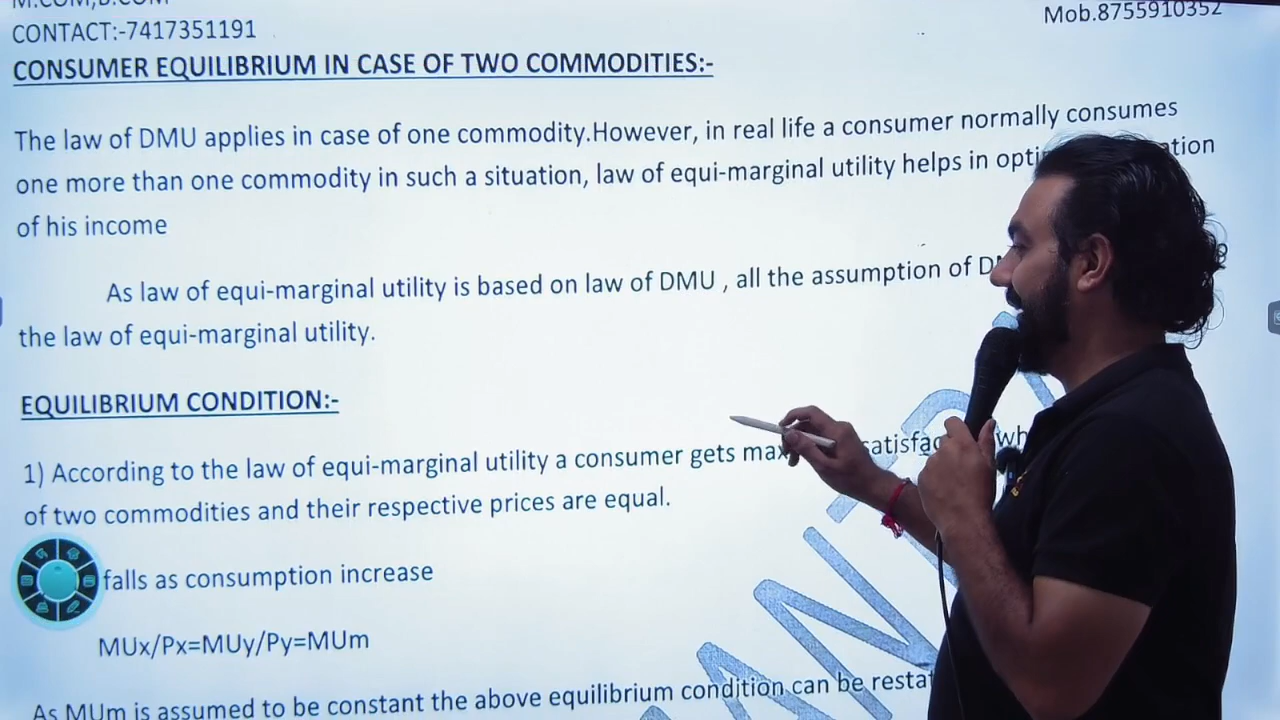 M.COM,B.COM
CONTACT:-7417351191
Mob.8755910352
CONSUMER EQUILIBRIUM IN CASE OF TWO COMMODITIES:-
The law of DMU applies in case of one commodity.However, in real life a consumer normally consumes
one more than one commodity in such a situation, law of equi-marginal utility helps in
of his income
As law of equi-marginal utility is based on law of DMU , all the assumption of
the law of equi-marginal utility.
EQUILIBRIUM CONDITION:-
1) According to the law of equi-marginal utility a consumer gets
of two commodities and their respective prices are equal.
falls as consumption increase
MUx/Px=MUy/Py=MUm
As MUm is assumed to be constant the above equilibrium condition can be